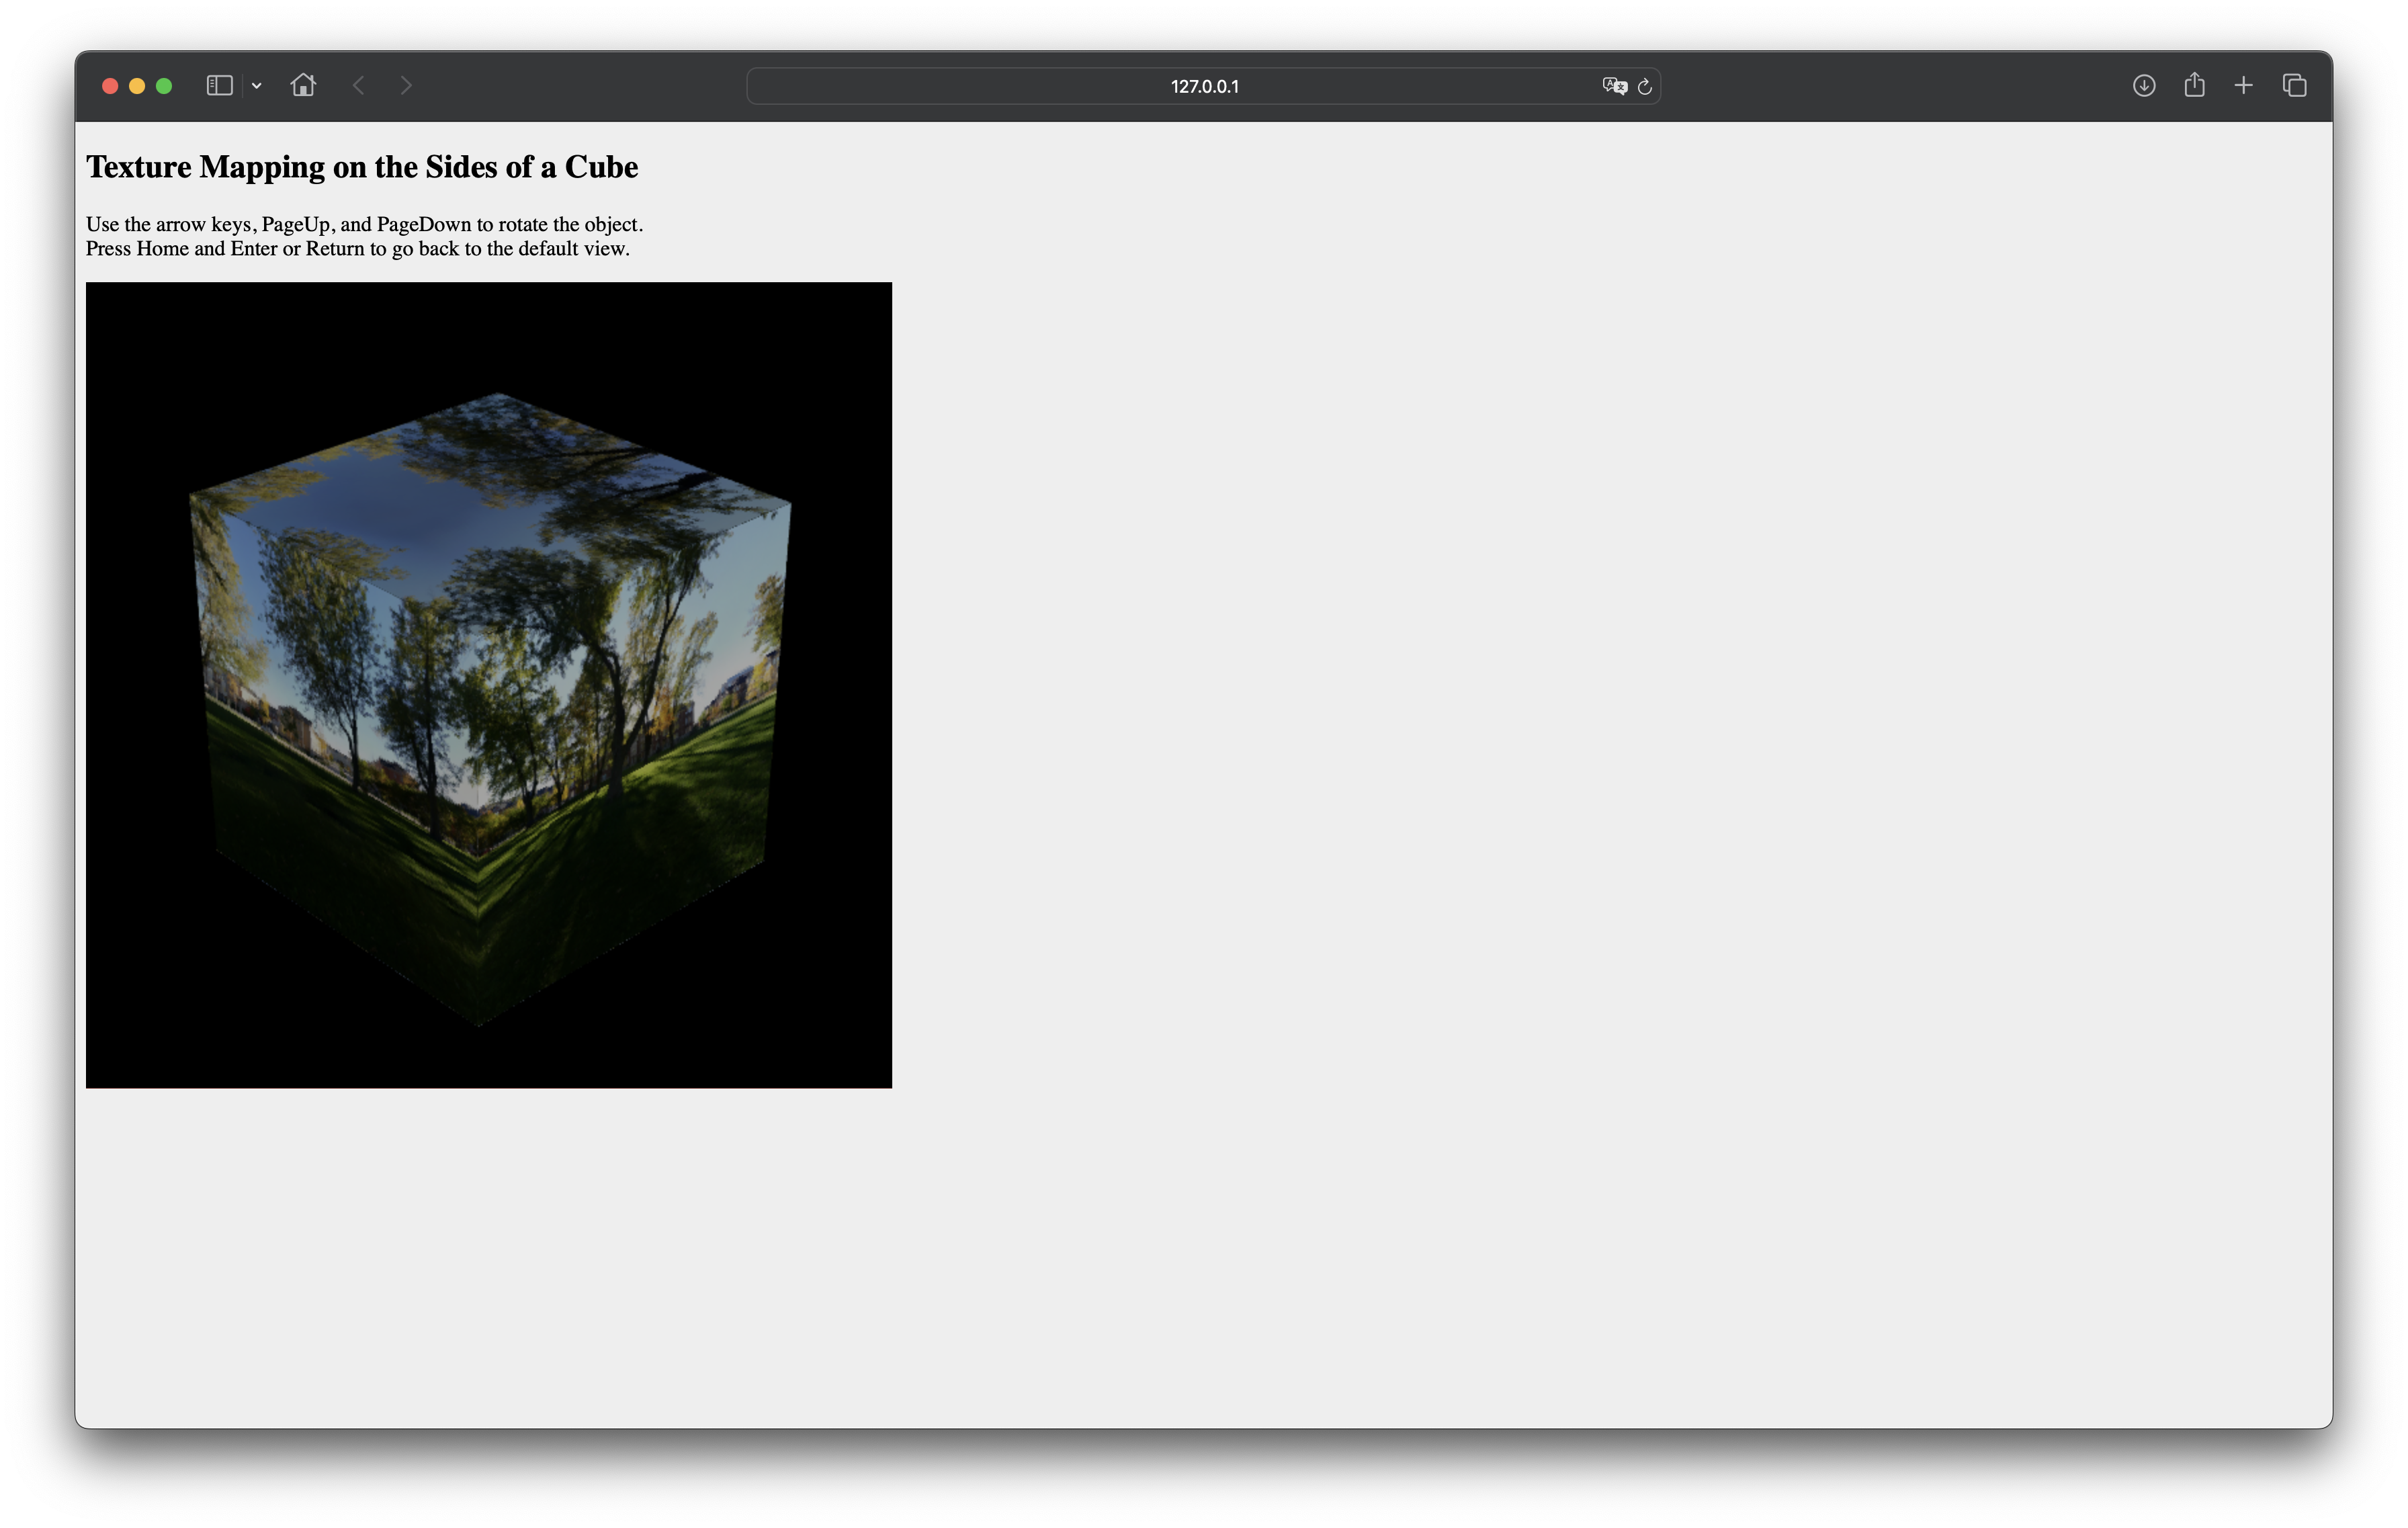 127.0.0.1
Texture Mapping on the Sides of a Cube
Use the arrow keys, PageUp, and PageDown to rotate the object.
Press Home and Enter or Return to go back to the default view.